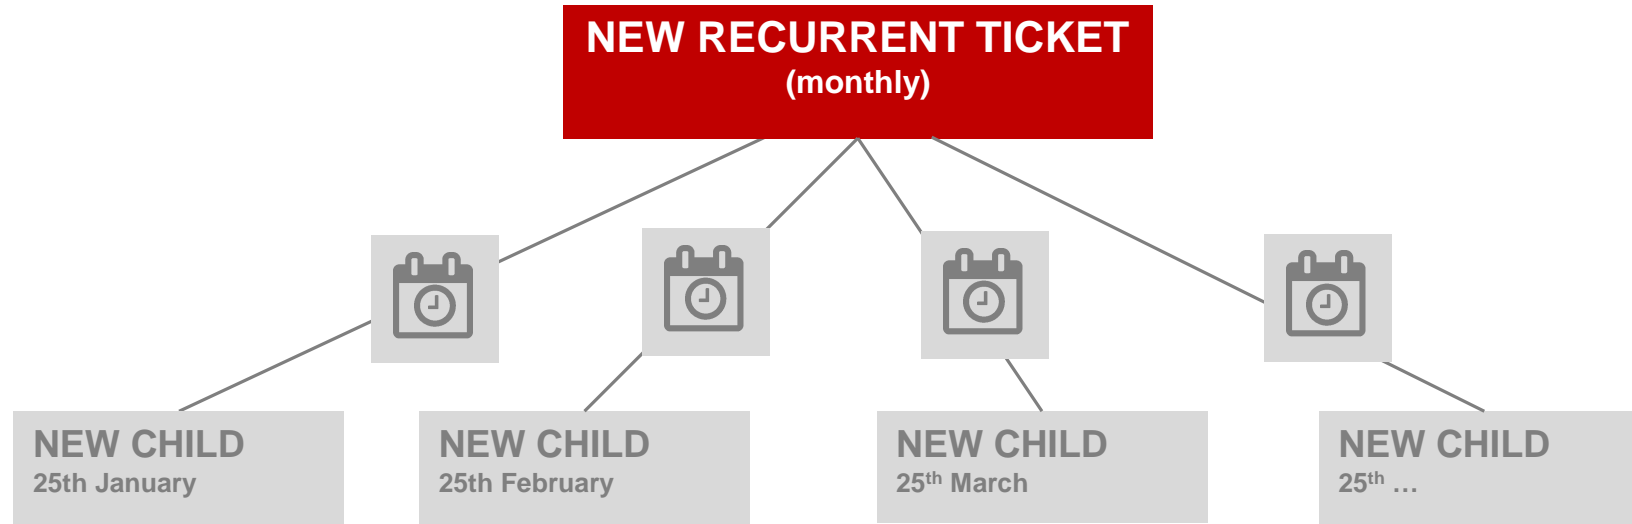 NEW RECURRENT TICKET
(monthly)
NEW CHILD
25th January
NEW CHILD
25th February
NEW CHILD
25th March
NEW CHILD
25th …